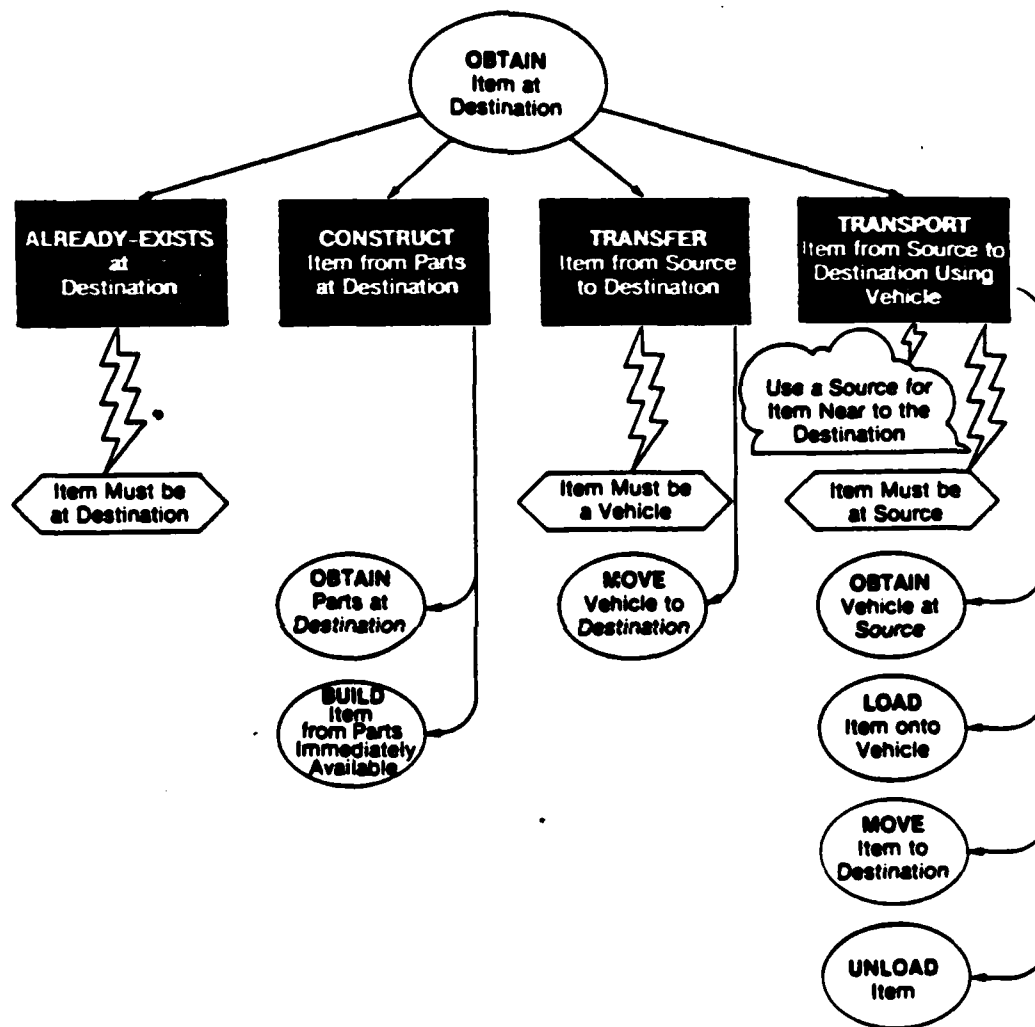 OBTAIN
Item at
Destination
ALREADY-EXISTS
at
Destination
CONSTRUCT
Item from Parts
at Destination
TRANSFER
Item from Source
to Destination
TRANSPORT
Item from Source to
Destination Using
Vehicle
Use a Source for
Item Near to the
Destination
Item Must be
at Destination
Item Must be
a Vehicle
Item Must be
at Source
OBTAIN
Parts at
Destination
MOVE
Vehicle to
Destination
OBTAIN
Vehicle at
Source
BUILD
Item
from Parts
Immediately
Available
LOAD
Item onto
Vehicle
MOVE
Item to
Destination
UNLOAD
Item